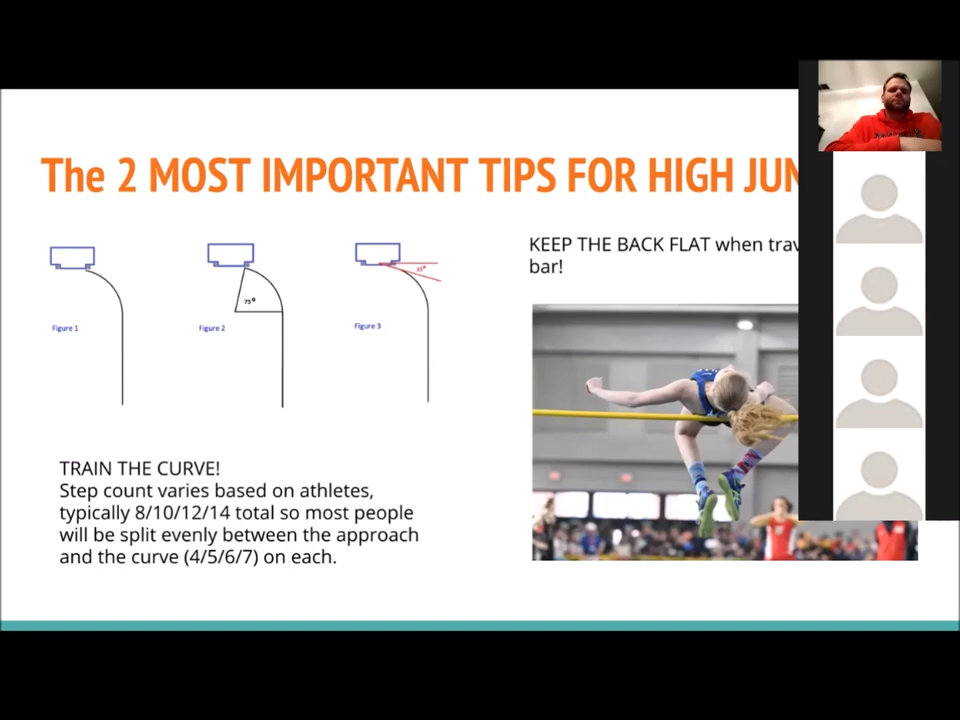 The 2 MOST IMPORTANT TIPS FOR HIGH
KEEP THE BACK FLAT when
bar!
75°
Figure 1
Figure 2
Figure 3
TRAIN THE CURVE!
Step count varies based on athletes,
typically 8/10/12/14 total so most people
will be split evenly between the approach
and the curve (4/5/6/7) on each.